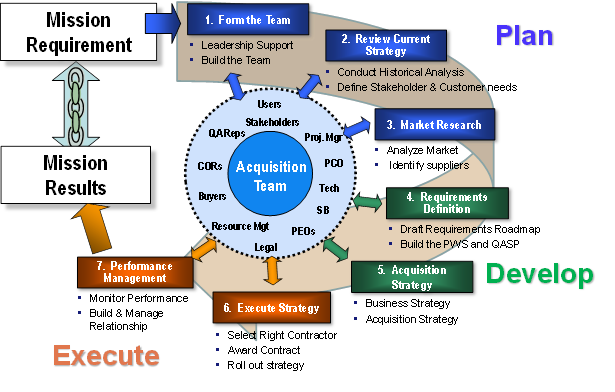 Mission
Requirement
1. Form the Team
Leadership Support
Build the Team
2. Review Current
Strategy
Conduct Historical Analysis
Define Stakeholder & Customer needs
Plan
3. Market Research
Analyze Market
Identify suppliers
Users
Stakeholders
QA Reps
Proj. Mgr
CORs
PCO
Acquisition
Team
Tech
Buyers
SB
Resource Mgt
PEOs
Legal
Mission
Results
4. Requirements
Definition
Draft Requirements Roadmap
Build the PWS and QASP
Develop
5. Acquisition
Strategy
Business Strategy
Acquisition Strategy
6. Execute Strategy
Select Right Contractor
Award Contract
Roll out strategy
7. Performance
Management
Monitor Performance
Build & Manage
Relationship
Execute